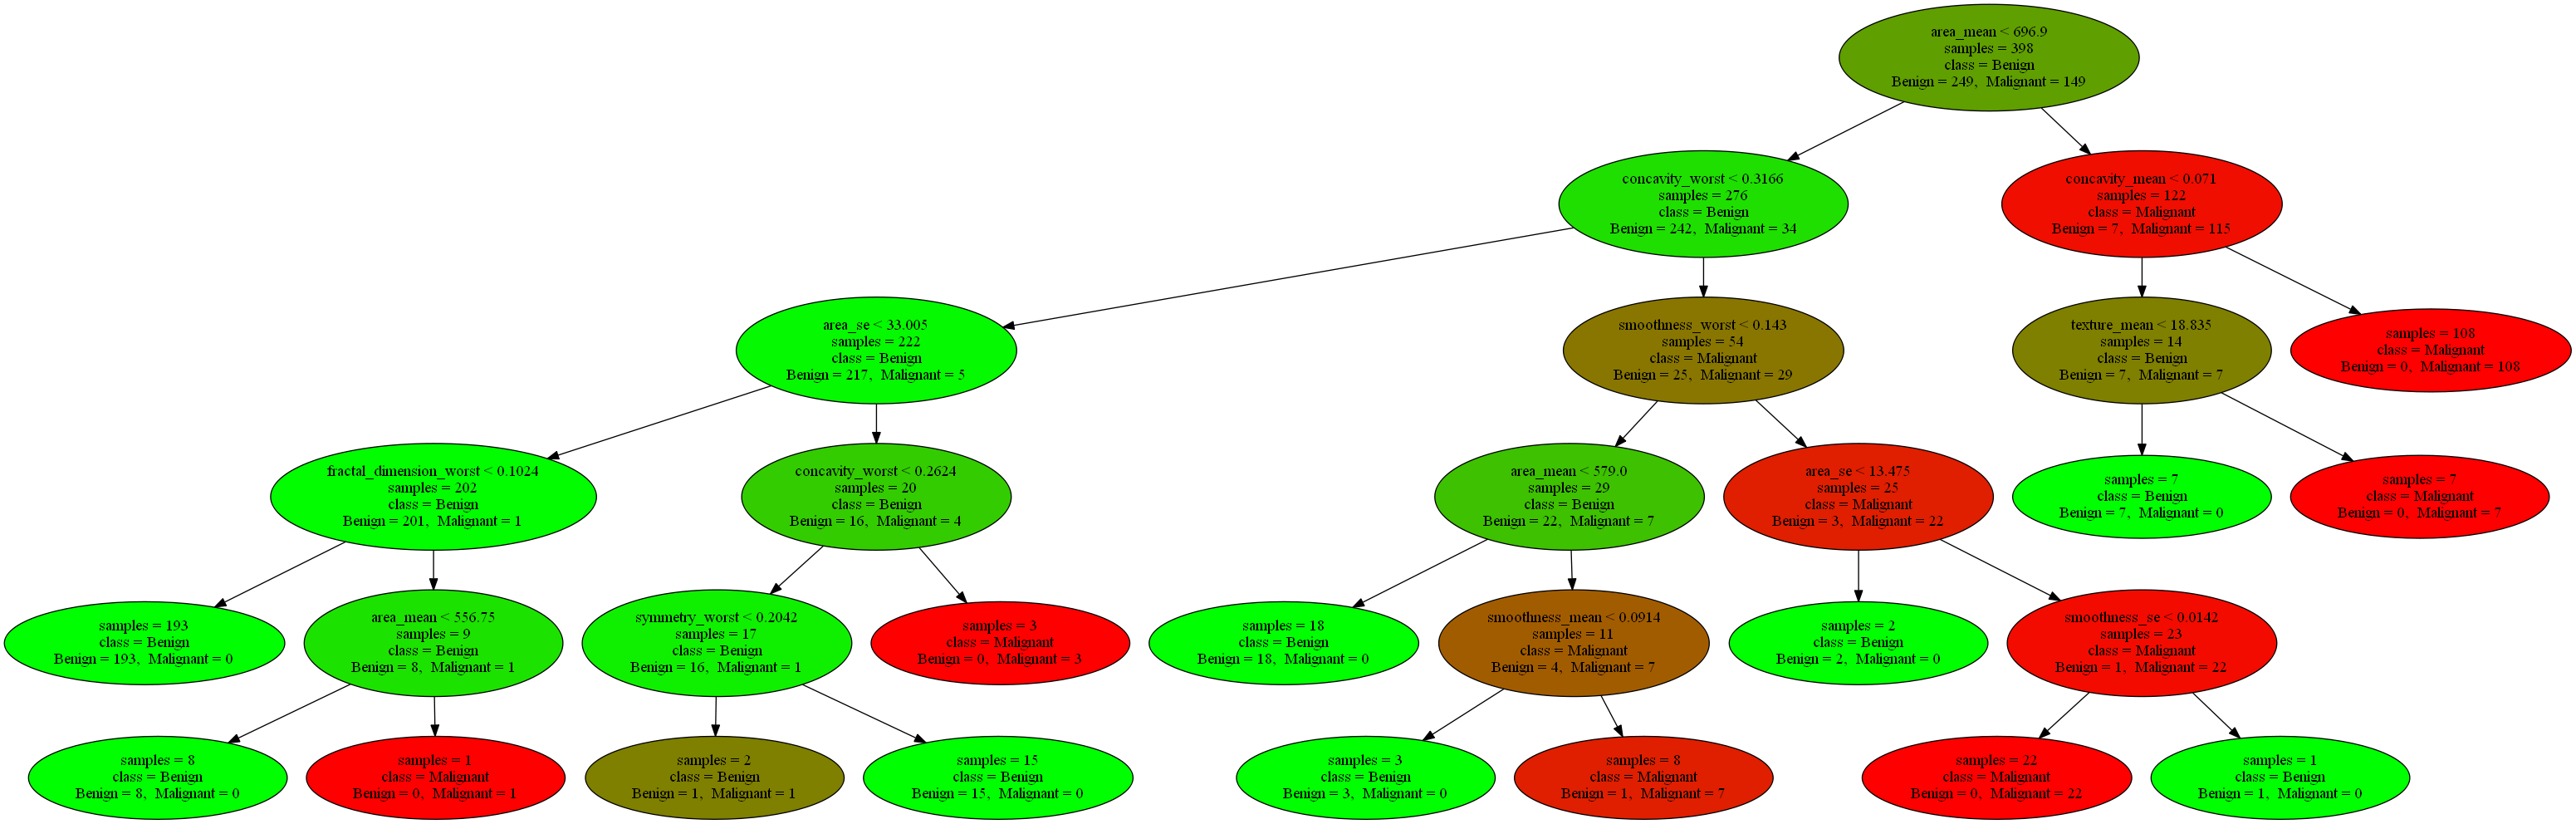 area_mean < 696.9
samples = 398
class = Benign
Benign = 249,  Malignant = 149
concavity_worst < 0.3166
samples = 276
class = Benign
Benign = 242,  Malignant = 34
concavity_mean < 0.071
samples = 122
class = Malignant
Benign = 7,  Malignant = 115
area_se < 33.005
samples = 222
class = Benign
Benign = 217,  Malignant = 5
smoothness_worst < 0.143
samples = 54
class = Malignant
Benign = 25,  Malignant = 29
texture_mean < 18.835
samples = 14
class = Benign
Benign = 7,  Malignant = 7
samples = 108
class = Malignant
Benign = 0,  Malignant = 108
fractal_dimension_worst < 0.1024
samples = 202
class = Benign
Benign = 201,  Malignant = 1
concavity_worst < 0.2624
samples = 20
class = Benign
Benign = 16,  Malignant = 4
area_mean < 579.0
samples = 29
class = Benign
Benign = 22,  Malignant = 7
area_se < 13.475
samples = 25
class = Malignant
Benign = 3,  Malignant = 22
samples = 7
class = Benign
Benign = 7,  Malignant = 0
samples = 7
class = Malignant
Benign = 0,  Malignant = 7
samples = 193
class = Benign
Benign = 193,  Malignant = 0
area_mean < 556.75
samples = 9
class = Benign
Benign = 8,  Malignant = 1
symmetry_worst < 0.2042
samples = 17
class = Benign
Benign = 16,  Malignant = 1
samples = 3
class = Malignant
Benign = 0,  Malignant = 3
samples = 18
class = Benign
Benign = 18,  Malignant = 0
smoothness_mean < 0.0914
samples = 11
class = Malignant
Benign = 4,  Malignant = 7
samples = 2
class = Benign
Benign = 2,  Malignant = 0
smoothness_se < 0.0142
samples = 23
class = Malignant
Benign = 1,  Malignant = 22
samples = 8
class = Benign
Benign = 8,  Malignant = 0
samples = 1
class = Malignant
Benign = 0,  Malignant = 1
samples = 2
class = Benign
Benign = 1,  Malignant = 1
samples = 15
class = Benign
Benign = 15,  Malignant = 0
samples = 3
class = Benign
Benign = 3,  Malignant = 0
samples = 8
class = Malignant
Benign = 1,  Malignant = 7
samples = 22
class = Malignant
Benign = 0,  Malignant = 22
samples = 1
class = Benign
Benign = 1,  Malignant = 0